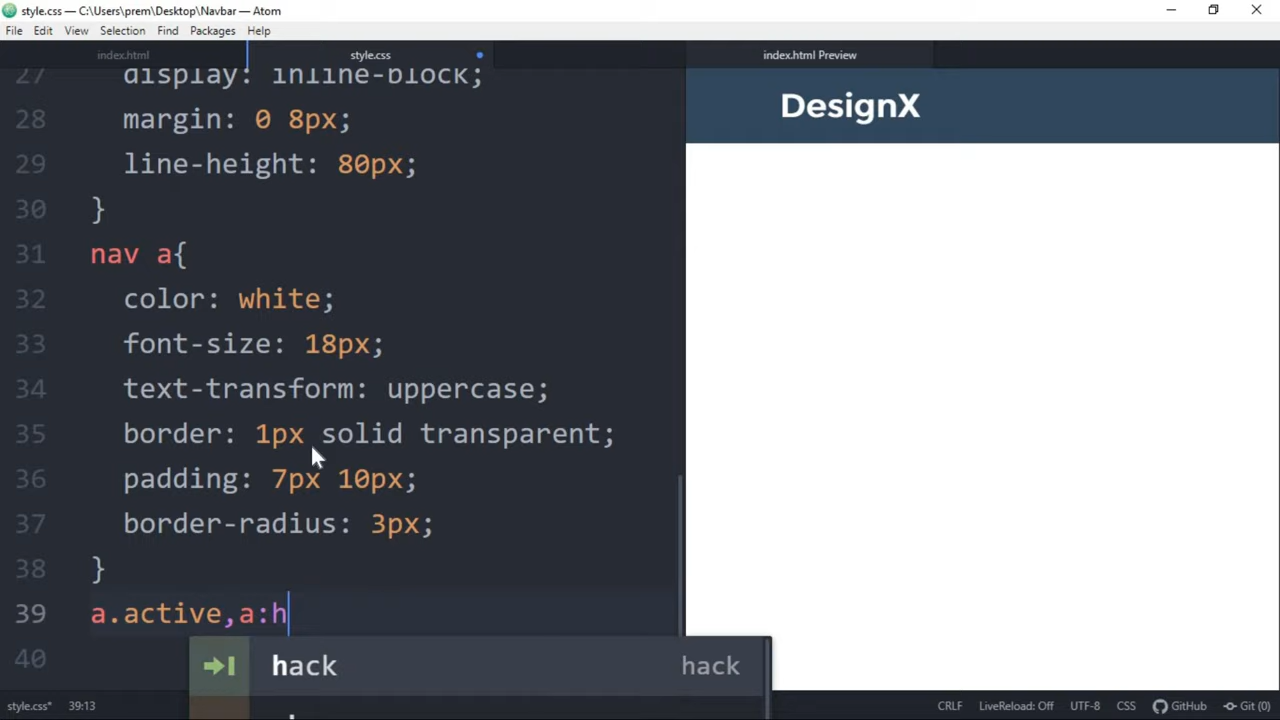 style.css — C:\Users\prem\Desktop\Navbar — Atom
File Edit View Selection Find Packages Help
index.html style.css index.html Preview
27 display: inline-block;
28 margin: 0 8px;
29 line-height: 80px;
30 }
31 nav a{
32 color: white;
33 font-size: 18px;
34 text-transform: uppercase;
35 border: 1px solid transparent;
36 padding: 7px 10px;
37 border-radius: 3px;
38 }
39 a.active,a:h
40
hack hack
DesignX
style.css* 39:13 CRLF LiveReload: Off UTF-8 CSS GitHub Git (0)